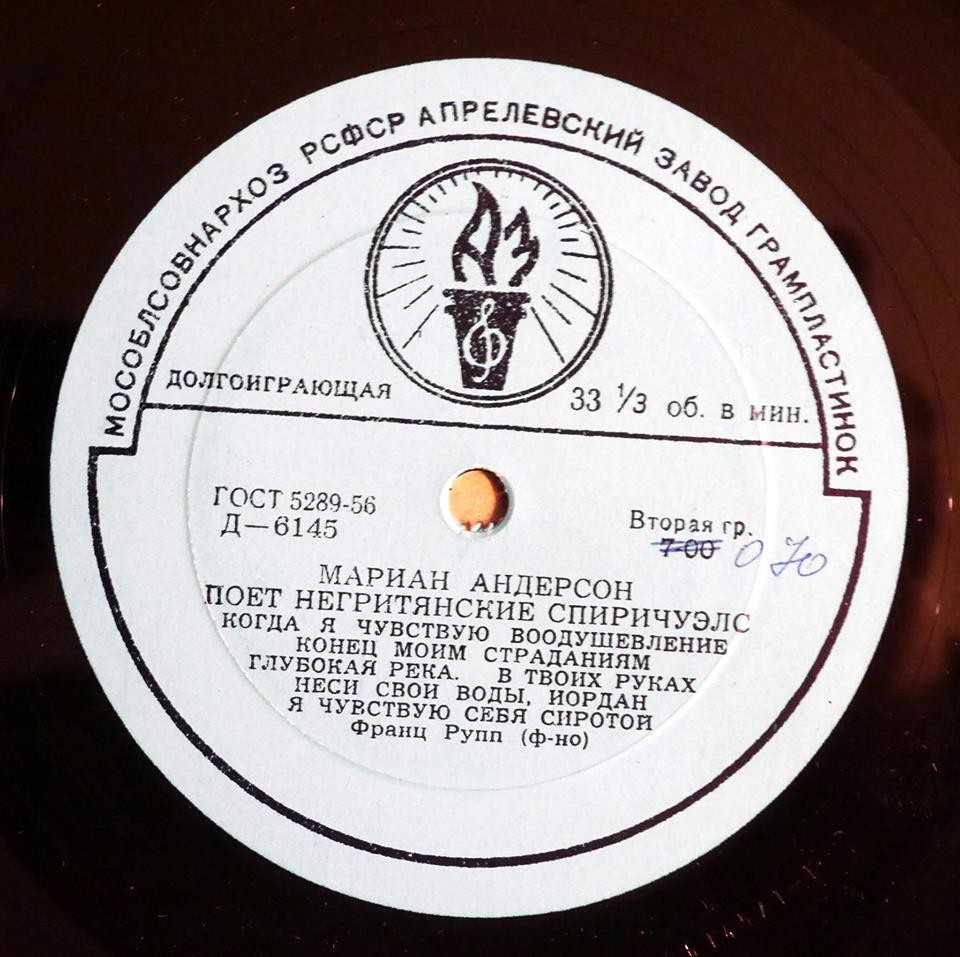 МОСОБЛСОВНАРХОЗ РСФСР АПРЕЛЕВСКИЙ ЗАВОД ГРАМПЛАСТИНОК
АЗ
ДОЛГОИГРАЮЩАЯ
33 1/3 об. в мин.
ГОСТ 5289-56
Д—6145
Вторая гр.
7-00 0 70
МАРИАН АНДЕРСОН
ПОЕТ НЕГРИТЯНСКИЕ СПИРИЧУЭЛС
КОГДА Я ЧУВСТВУЮ ВООДУШЕВЛЕНИЕ
КОНЕЦ МОИМ СТРАДАНИЯМ
ГЛУБОКАЯ РЕКА. В ТВОИХ РУКАХ
НЕСИ СВОИ ВОДЫ, ИОРДАН
Я ЧУВСТВУЮ СЕБЯ СИРОТОЙ
Франц Рупп (ф-но)